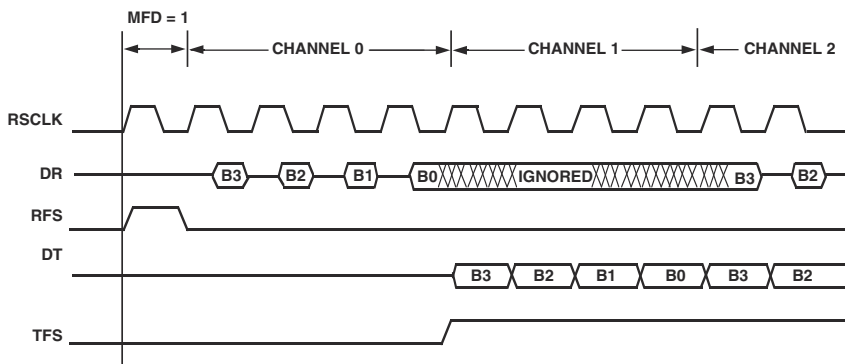 MFD = 1
CHANNEL 0 CHANNEL 1 CHANNEL 2
RSCLK
DR B3 B2 B1 B0 IGNORED B3 B2
RFS
DT
B3 B2 B1 B0 B3 B2
TFS